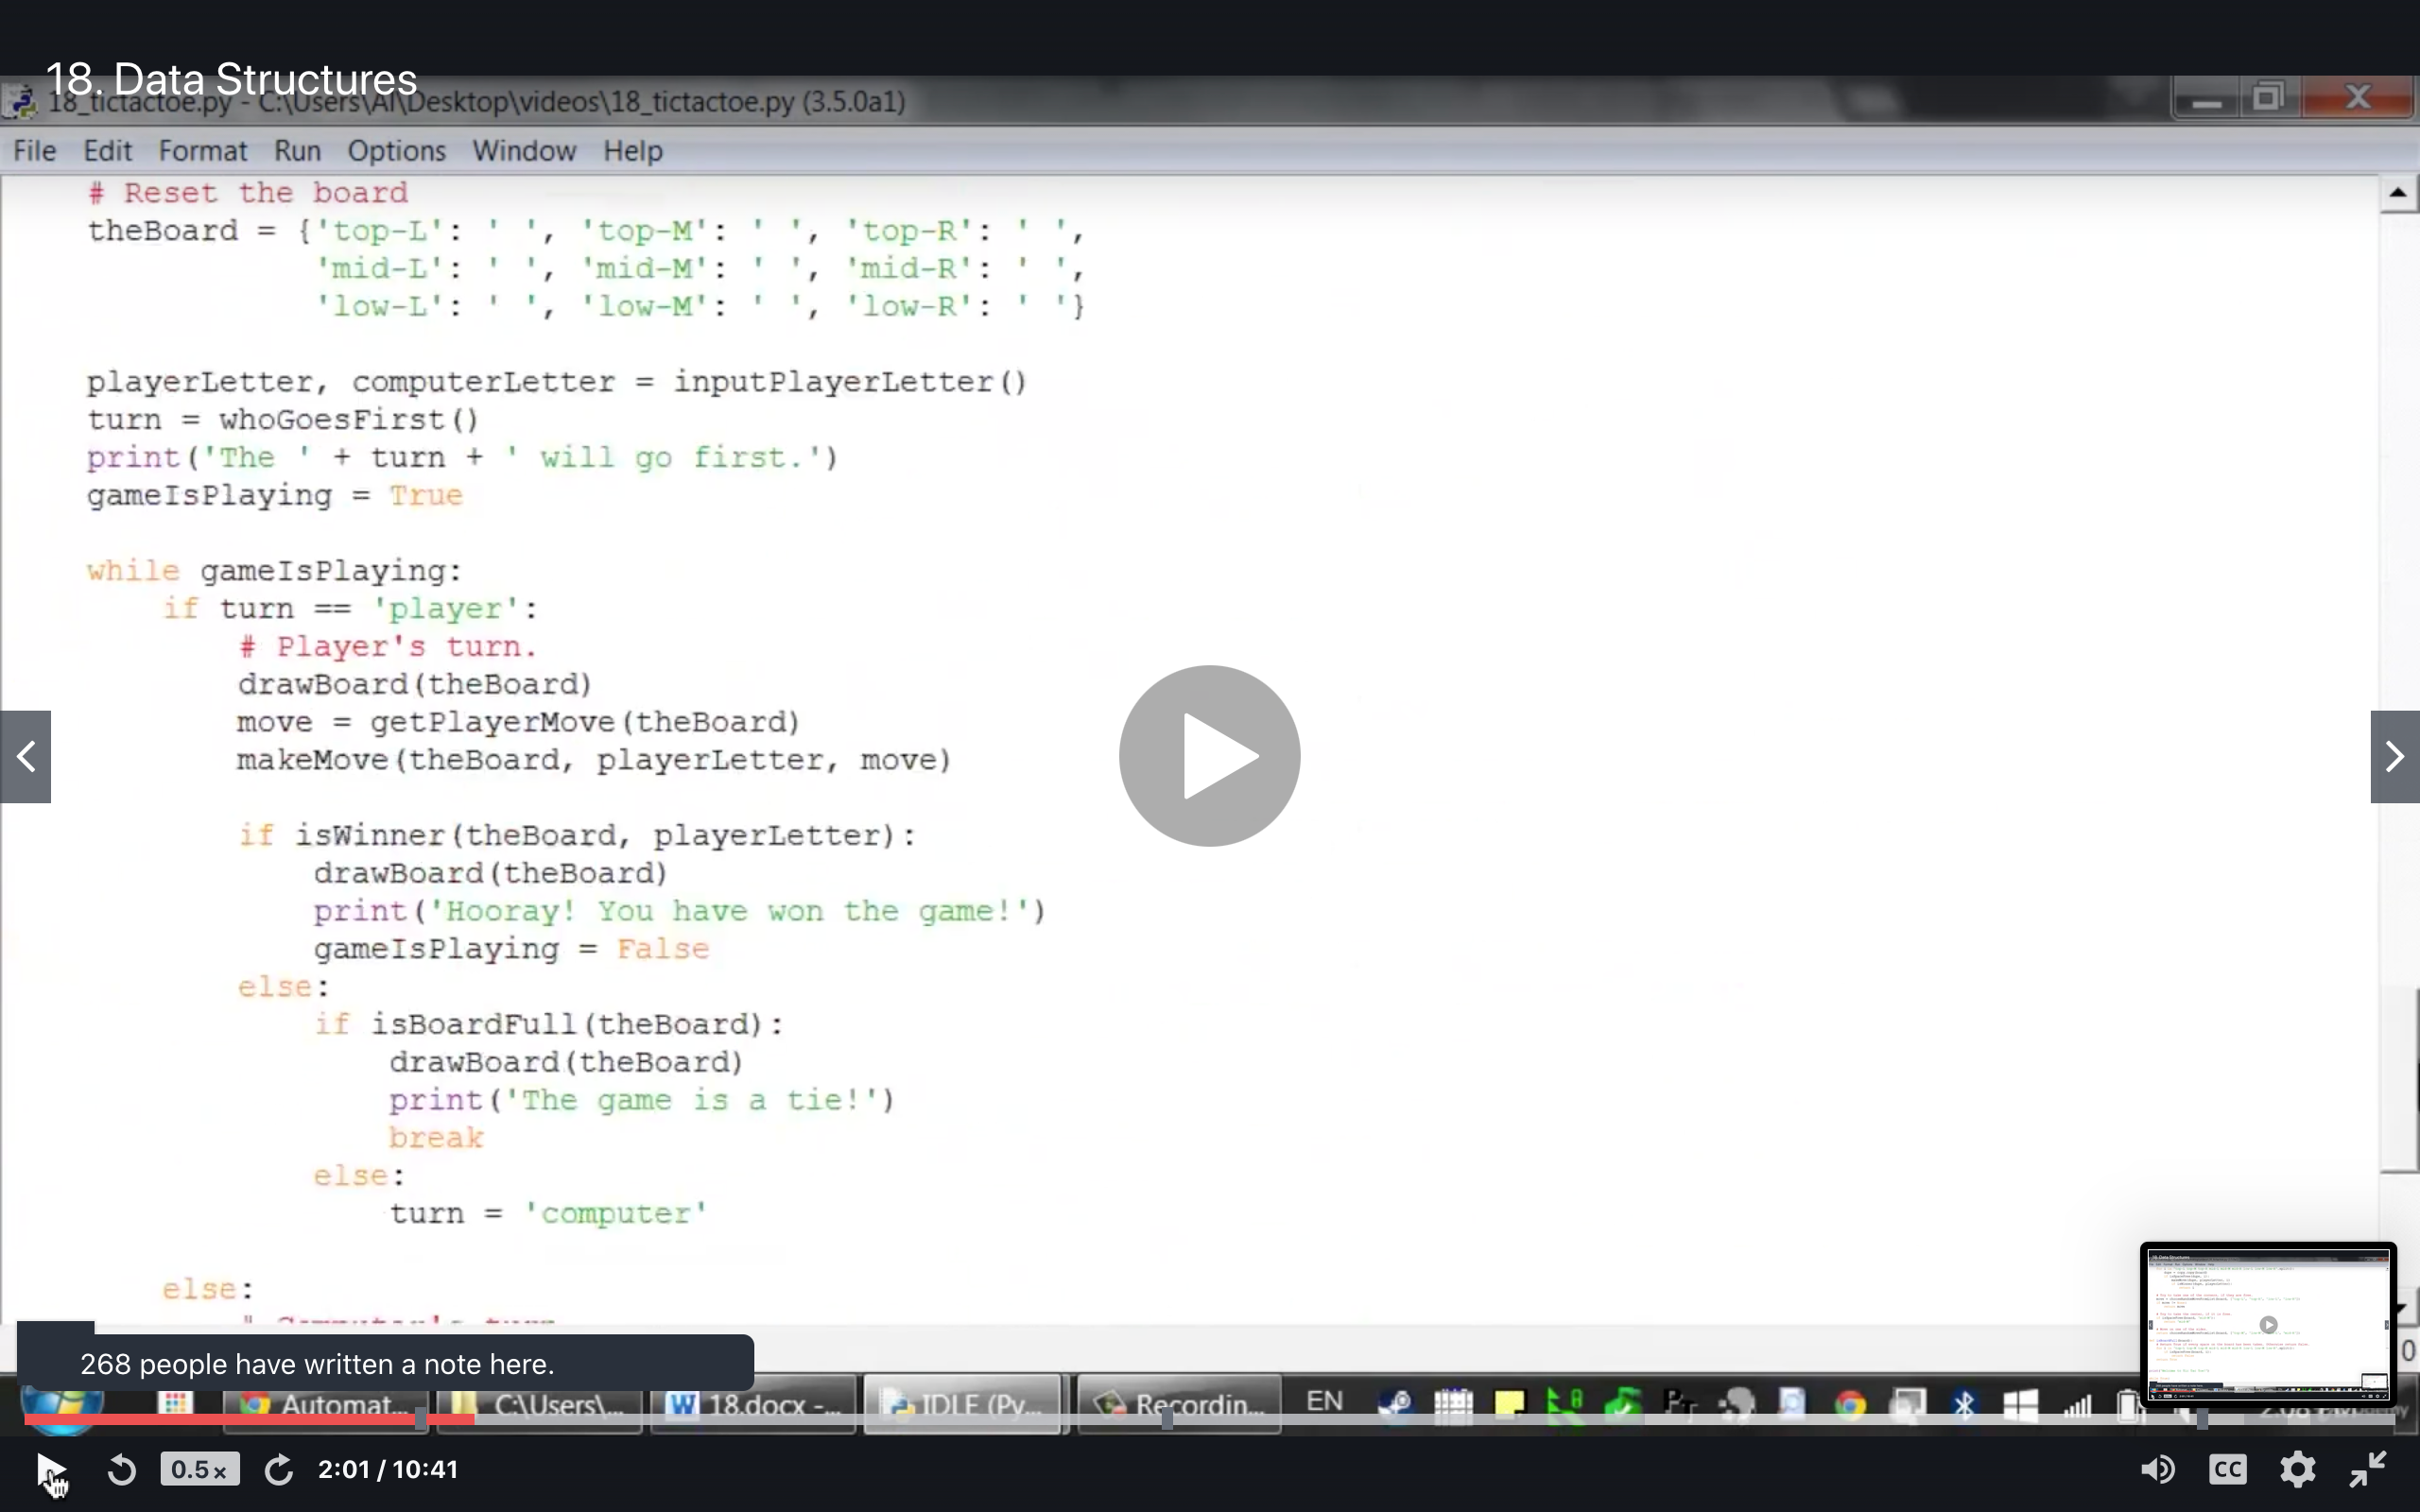 18. Data Structures
18_tictactoe.py - C:\Users\Al\Desktop\videos\18_tictactoe.py (3.5.0a1)
File Edit Format Run Options Window Help
# Reset the board
theBoard = {'top-L': ' ', 'top-M': ' ', 'top-R': ' ',
'mid-L': ' ', 'mid-M': ' ', 'mid-R': ' ',
'low-L': ' ', 'low-M': ' ', 'low-R': ' '}
playerLetter, computerLetter = inputPlayerLetter()
turn = whoGoesFirst()
print('The ' + turn + ' will go first.')
gameIsPlaying = True
while gameIsPlaying:
if turn == 'player':
# Player's turn.
drawBoard(theBoard)
move = getPlayerMove(theBoard)
makeMove(theBoard, playerLetter, move)
if isWinner(theBoard, playerLetter):
drawBoard(theBoard)
print('Hooray! You have won the game!')
gameIsPlaying = False
else:
if isBoardFull(theBoard):
drawBoard(theBoard)
print('The game is a tie!')
break
else:
turn = 'computer'
else:
268 people have written a note here.
Automat... C:\Users\... 18.docx -... IDLE (Py... Recordin... EN
0.5x 2:01 / 10:41 CC